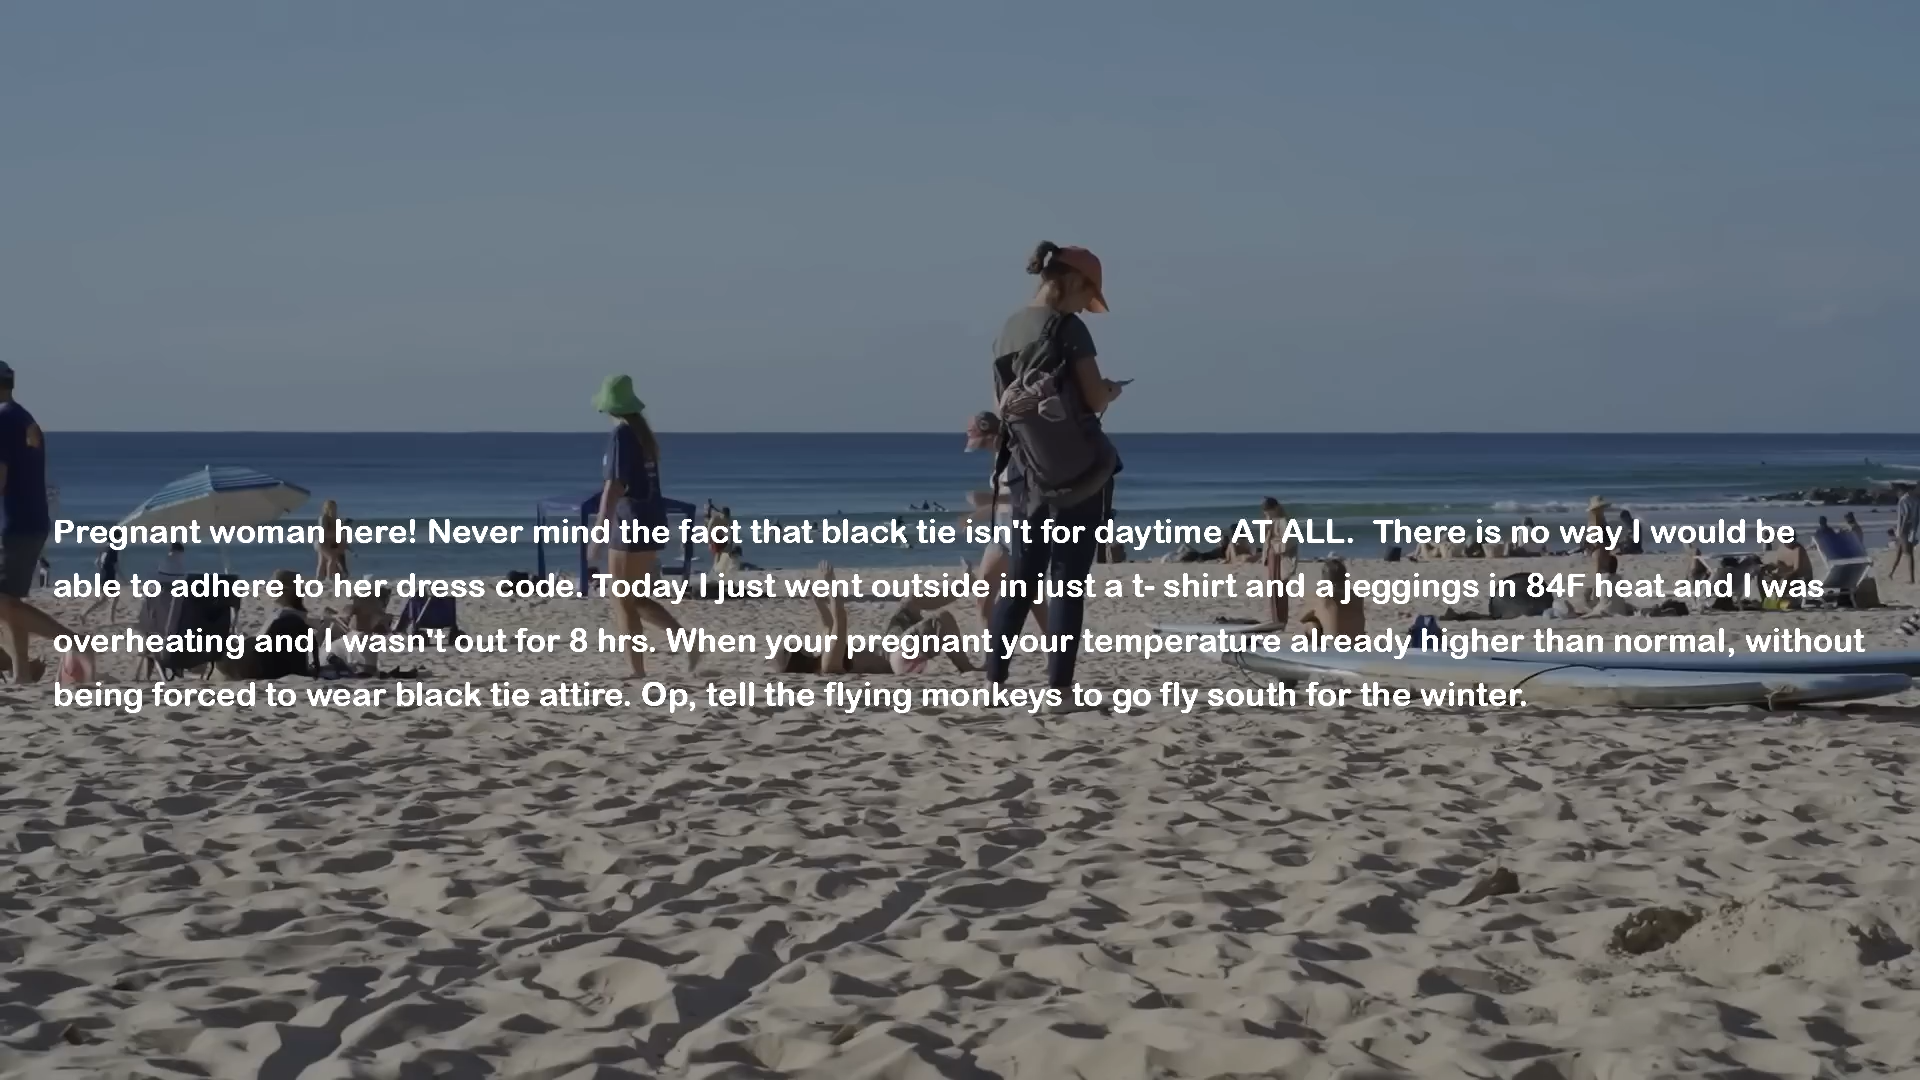 Pregnant woman here! Never mind the fact that black tie isn't for daytime AT ALL.  There is no way I would be
able to adhere to her dress code. Today I just went outside in just a t- shirt and a jeggings in 84F heat and I was
overheating and I wasn't out for 8 hrs. When your pregnant your temperature already higher than normal, without
being forced to wear black tie attire. Op, tell the flying monkeys to go fly south for the winter.